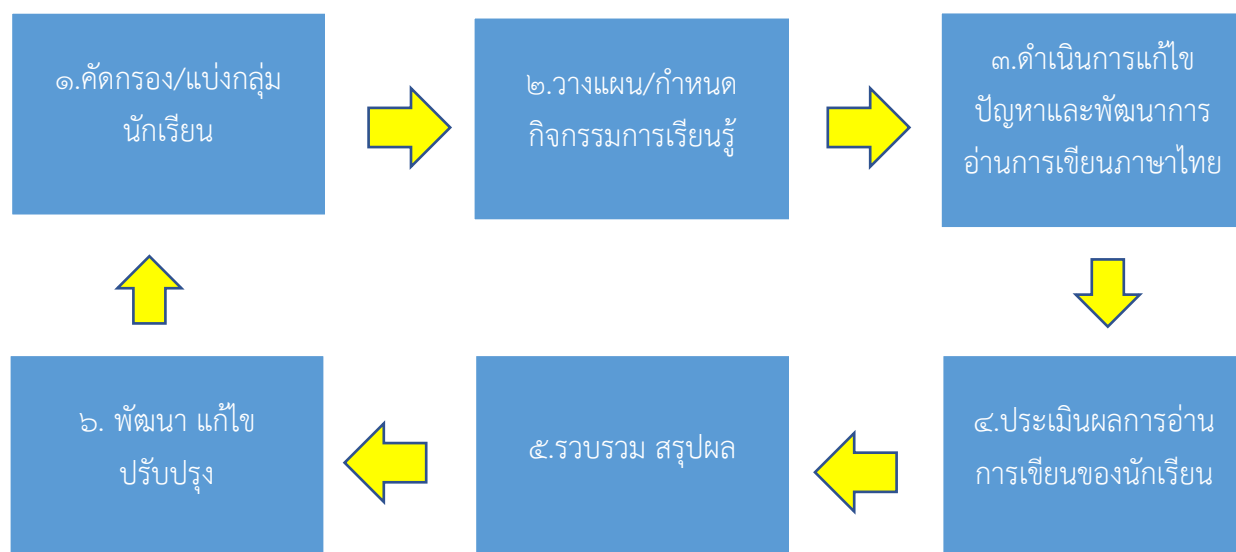 ๑.คัดกรอง/แบ่งกลุ่ม
นักเรียน
๒.วางแผน/กำหนด
กิจกรรมการเรียนรู้
๓.ดำเนินการแก้ไข
ปัญหาและพัฒนาการ
อ่านการเขียนภาษาไทย
๔.ประเมินผลการอ่าน
การเขียนของนักเรียน
๕.รวบรวม สรุปผล
๖. พัฒนา แก้ไข
ปรับปรุง